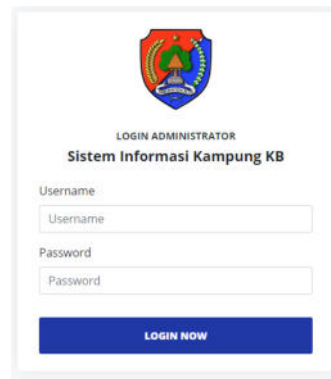 LOGIN ADMINISTRATOR
Sistem Informasi Kampung KB
Username
Username
Password
Password
LOGIN NOW